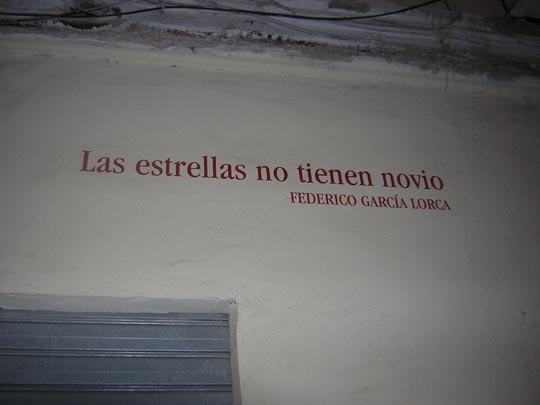 Las estrellas no tienen novio
FEDERICO GARCÍA LORCA